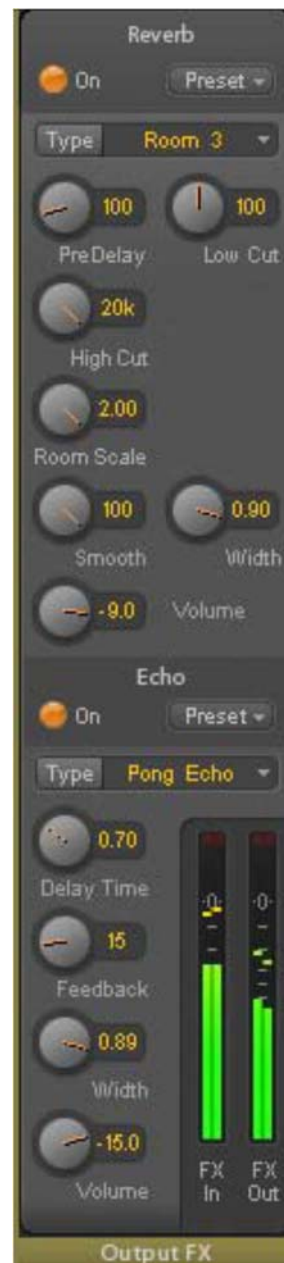 Reverb
On Preset
Type Room 3
100 100
PreDelay Low Cut
20k
High Cut
2.00
Room Scale
100 0.90
Smooth Width
-9.0 Volume
Echo
On Preset
Type Pong Echo
0.70
Delay Time
-0- -0-
15
Feedback
0.89
Width
-15.0
Volume
FX FX
In Out
Output FX